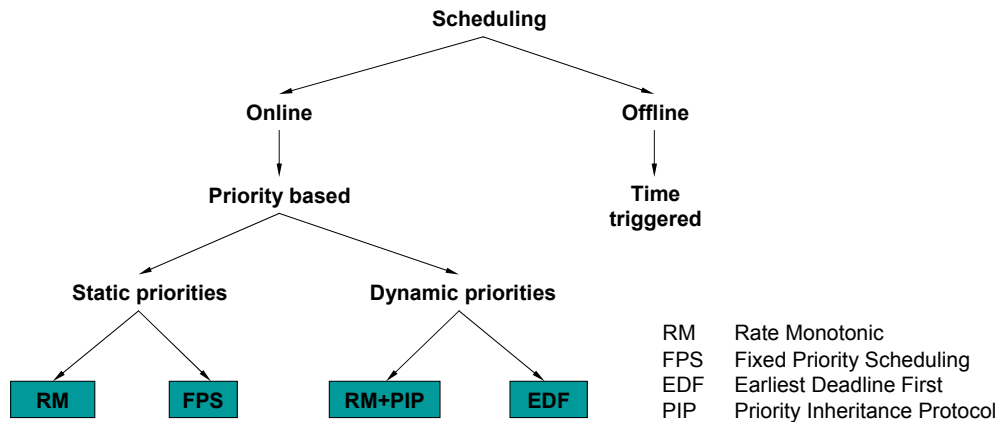 Scheduling
Online
Offline
Priority based
Time
triggered
Static priorities
Dynamic priorities
RM
FPS
RM+PIP
EDF
RM Rate Monotonic
FPS Fixed Priority Scheduling
EDF Earliest Deadline First
PIP Priority Inheritance Protocol